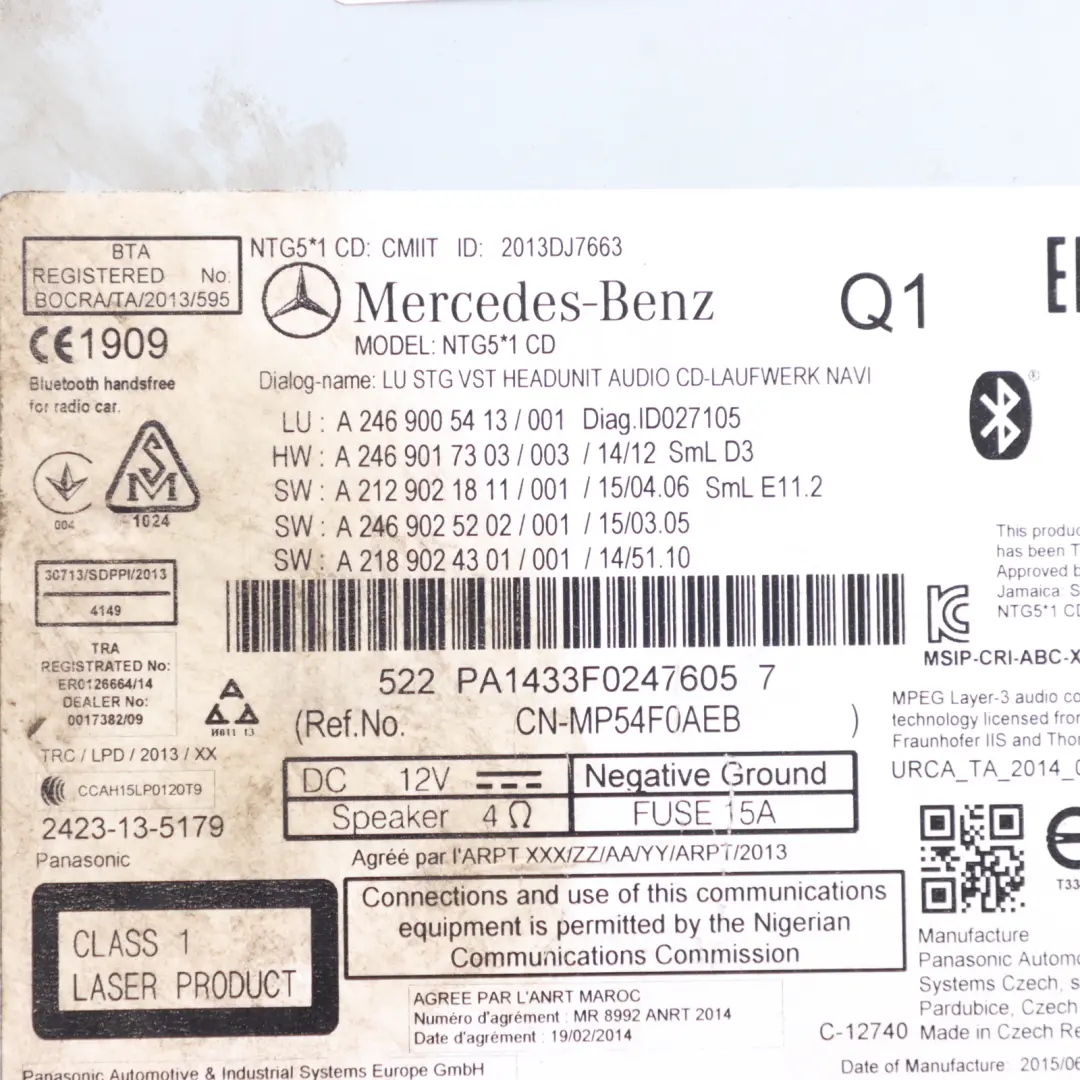 BTA
REGISTERED No:
BOCRA/TA/2013/595
NTG5*1 CD: CMIIT ID: 2013DJ7663
Mercedes-Benz
Q1
MODEL: NTG5*1 CD
CE1909
Bluetooth handsfree
for radio car.
Dialog-name: LU STG VST HEADUNIT AUDIO CD-LAUFWERK NAVI
LU : A 246 900 54 13 / 001 Diag.ID027105
HW : A 246 901 73 03 / 003 / 14/12 SmL D3
SW : A 212 902 18 11 / 001 / 15/04.06 SmL E11.2
SW : A 246 902 52 02 / 001 / 15/03.05
SW : A 218 902 43 01 / 001 / 14/51.10
004
SM
1024
30713/SDPPI/2013
4149
TRA
REGISTRATED No:
ER0126664/14
DEALER No:
0017382/09
И011 13
TRC / LPD / 2013 / XX
CCAH15LP0120T9
2423-13-5179
Panasonic
522 PA1433F0247605 7
(Ref.No. CN-MP54F0AEB )
DC 12V
Negative Ground
Speaker 4 Ω
FUSE 15A
Agréé par l'ARPT XXX/ZZ/AA/YY/ARPT/2013
Connections and use of this communications
equipment is permitted by the Nigerian
Communications Commission
CLASS 1
LASER PRODUCT
AGREE PAR L'ANRT MAROC
Numéro d'agrément : MR 8992 ANRT 2014
Date d'agrément : 19/02/2014
Panasonic Automotive & Industrial Systems Europe GmbH
®
This produ
has been T
Approved b
Jamaica. S
NTG5*1 CD
MSIP-CRI-ABC-X
MPEG Layer-3 audio co
technology licensed from
Fraunhofer IIS and Thom
URCA_TA_2014_0
T33
Manufacture
Panasonic Automo
Systems Czech, s
Pardubice, Czech
C-12740 Made in Czech Re
Date of Manufacture: 2015/06